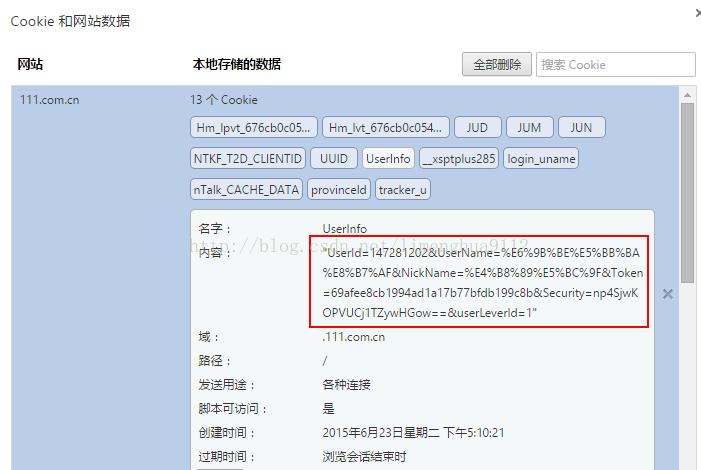 Cookie 和网站数据
网站 本地存储的数据 全部删除 搜索 Cookie
111.com.cn 13 个 Cookie
Hm_lpvt_676cb0c05... Hm_lvt_676cb0c054... JUD JUM JUN
NTKF_T2D_CLIENTID UUID UserInfo __xsptplus285 login_uname
nTalk_CACHE_DATA provinceId tracker_u
名字： UserInfo
http://blog.csdn.net/limenghua9112
内容： "UserId=147281202&UserName=%E6%9B%BE%E5%BB%BA
%E8%B7%AF&NickName=%E4%B8%89%E5%BC%9F&Token
=69afee8cb1994ad1a17b77bfdb199c8b&Security=np4SjwK
OPVUCj1TZywHGow==&userLeverId=1"
域： .111.com.cn
路径： /
发送用途： 各种连接
脚本可访问： 是
创建时间： 2015年6月23日星期二 下午5:10:21
过期时间： 浏览会话结束时